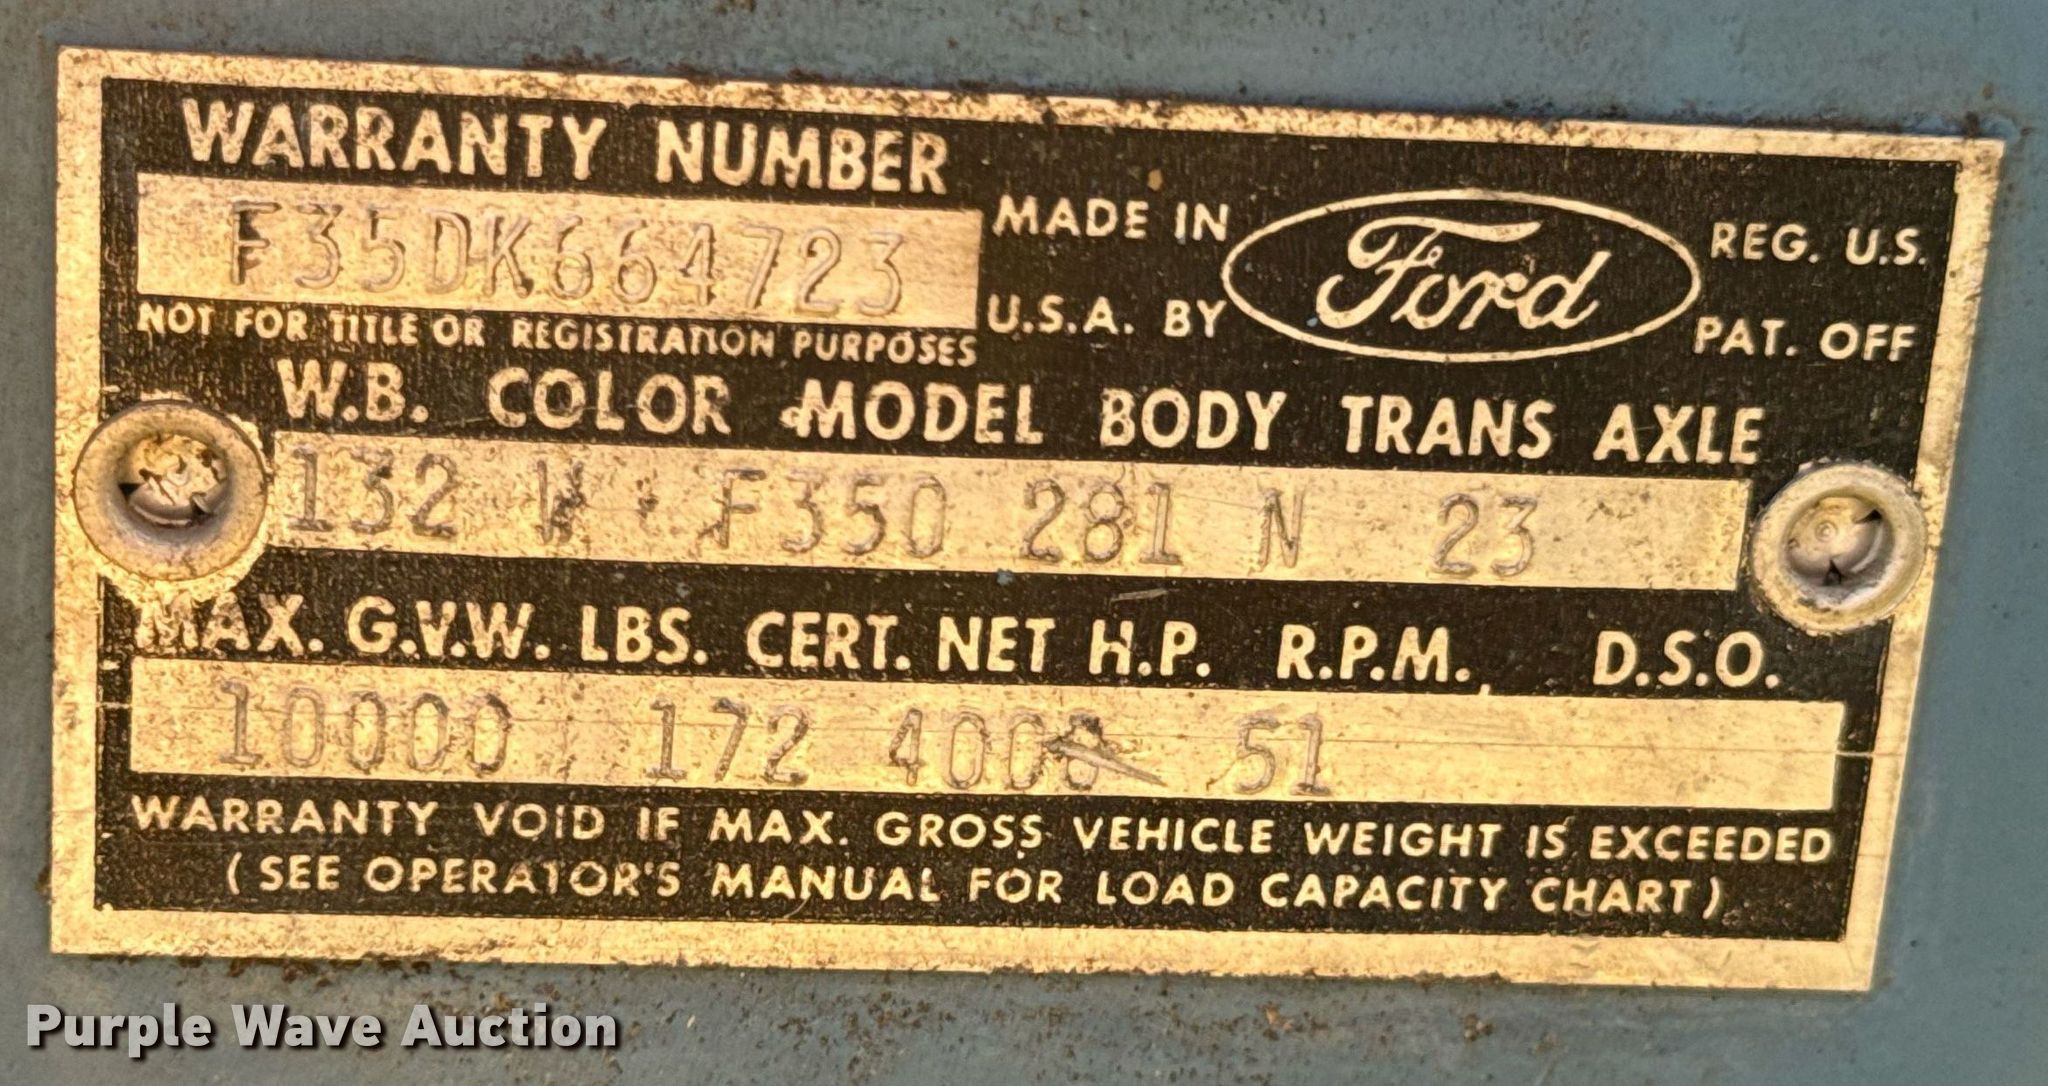 WARRANTY NUMBER
F35DK664723
MADE IN
U.S.A. BY
Ford
REG. U.S.
PAT. OFF
NOT FOR TITLE OR REGISTRATION PURPOSES
W.B. COLOR MODEL BODY TRANS AXLE
132 F350 281 N 23
MAX. G.V.W. LBS. CERT. NET H.P. R.P.M. D.S.O.
10000 172 4000 51
WARRANTY VOID IF MAX. GROSS VEHICLE WEIGHT IS EXCEEDED
(SEE OPERATOR'S MANUAL FOR LOAD CAPACITY CHART)
Purple Wave Auction